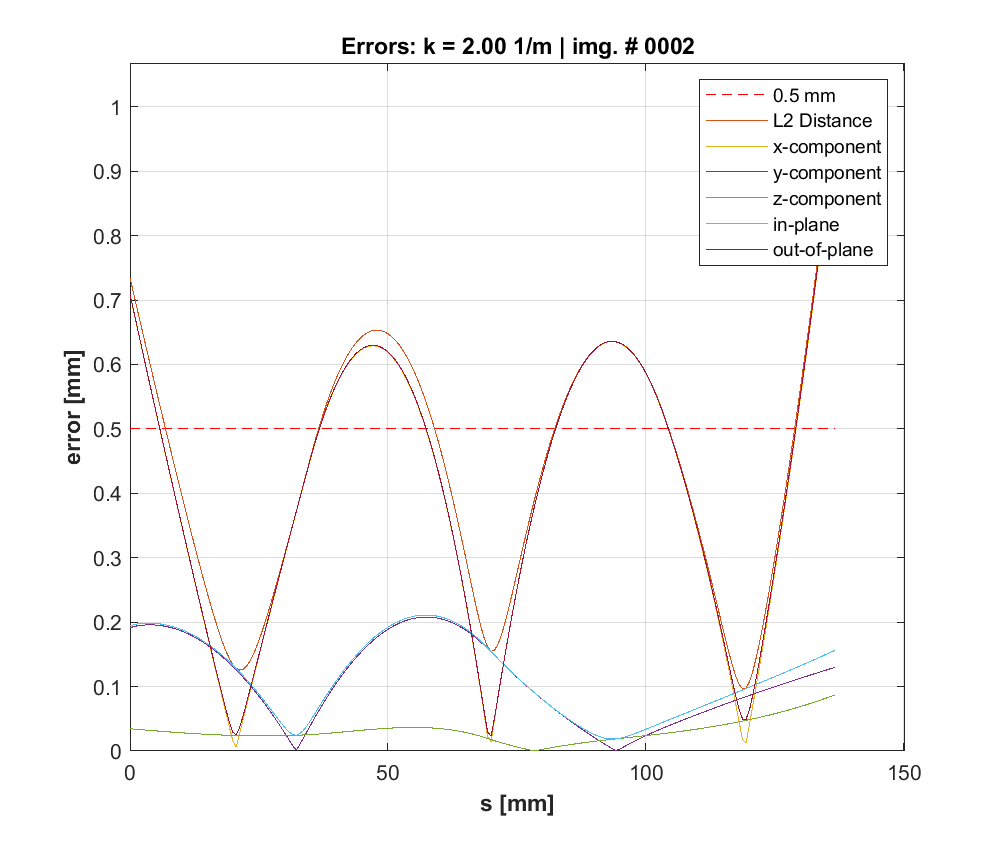 Errors: k = 2.00 1/m | img. # 0002
0.5 mm
L2 Distance
x-component
y-component
z-component
in-plane
out-of-plane
error [mm]
1
0.9
0.8
0.7
0.6
0.5
0.4
0.3
0.2
0.1
0
0 50 100 150
s [mm]